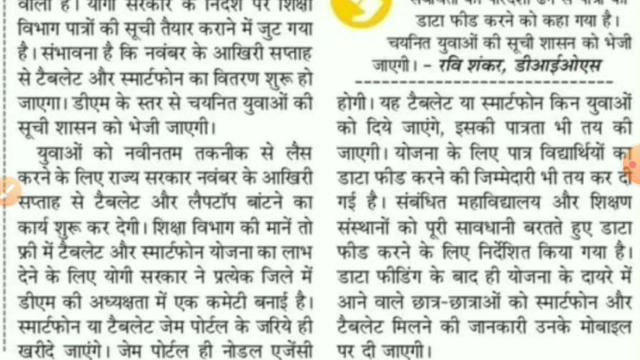 वाला है। योगी सरकार के निर्देश पर शिक्षा
विभाग पात्रों की सूची तैयार कराने में जुट गया
है। संभावना है कि नवंबर के आखिरी सप्ताह
से टैबलेट और स्मार्टफोन का वितरण शुरू हो
जाएगा। डीएम के स्तर से चयनित युवाओं की
सूची शासन को भेजी जाएगी।
युवाओं को नवीनतम तकनीक से लैस
करने के लिए राज्य सरकार नवंबर के आखिरी
सप्ताह से टैबलेट और लैपटॉप बांटने का
कार्य शुरू कर देगी। शिक्षा विभाग की मानें तो
फ्री में टैबलेट और स्मार्टफोन योजना का लाभ
देने के लिए योगी सरकार ने प्रत्येक जिले में
डीएम की अध्यक्षता में एक कमेटी बनाई है।
स्मार्टफोन या टैबलेट जेम पोर्टल के जरिये ही
खरीदे जाएंगे। जेम पोर्टल ही नोडल एजेंसी
डाटा फीड करने को कहा गया है।
चयनित युवाओं की सूची शासन को भेजी
जाएगी। - रवि शंकर, डीआईओएस
होगी। यह टैबलेट या स्मार्टफोन किन युवाओं
को दिये जाएंगे, इसकी पात्रता भी तय की
जाएगी। योजना के लिए पात्र विद्यार्थियों का
डाटा फीड करने की जिम्मेदारी भी तय कर दी
गई है। संबंधित महाविद्यालय और शिक्षण
संस्थानों को पूरी सावधानी बरतते हुए डाटा
फीड करने के लिए निर्देशित किया गया है।
डाटा फीडिंग के बाद ही योजना के दायरे में
आने वाले छात्र-छात्राओं को स्मार्टफोन और
टैबलेट मिलने की जानकारी उनके मोबाइल
पर दी जाएगी।